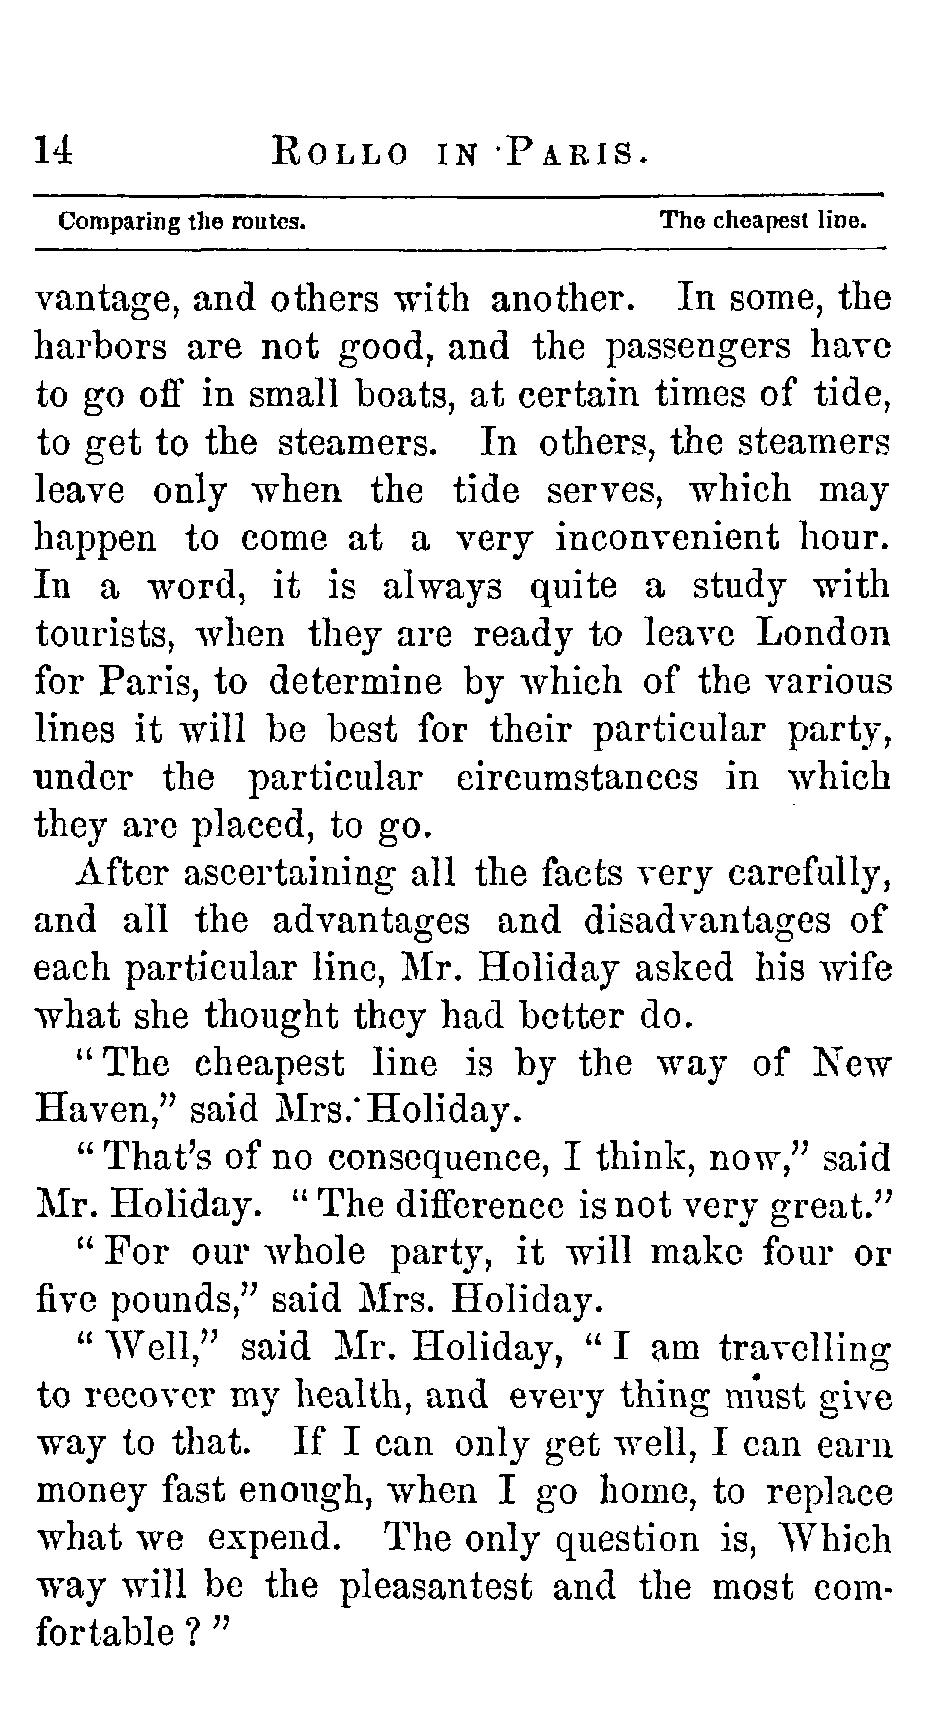 14 ROLLO IN PARIS.
Comparing the routes. The cheapest line.
vantage, and others with another. In some, the
harbors are not good, and the passengers have
to go off in small boats, at certain times of tide,
to get to the steamers. In others, the steamers
leave only when the tide serves, which may
happen to come at a very inconvenient hour.
In a word, it is always quite a study with
tourists, when they are ready to leave London
for Paris, to determine by which of the various
lines it will be best for their particular party,
under the particular circumstances in which
they are placed, to go.
After ascertaining all the facts very carefully,
and all the advantages and disadvantages of
each particular line, Mr. Holiday asked his wife
what she thought they had better do.
“The cheapest line is by the way of New
Haven,” said Mrs. Holiday.
“That’s of no consequence, I think, now,” said
Mr. Holiday. “The difference is not very great.”
“For our whole party, it will make four or
five pounds,” said Mrs. Holiday.
“Well,” said Mr. Holiday, “I am travelling
to recover my health, and every thing must give
way to that. If I can only get well, I can earn
money fast enough, when I go home, to replace
what we expend. The only question is, Which
way will be the pleasantest and the most com-
fortable?”